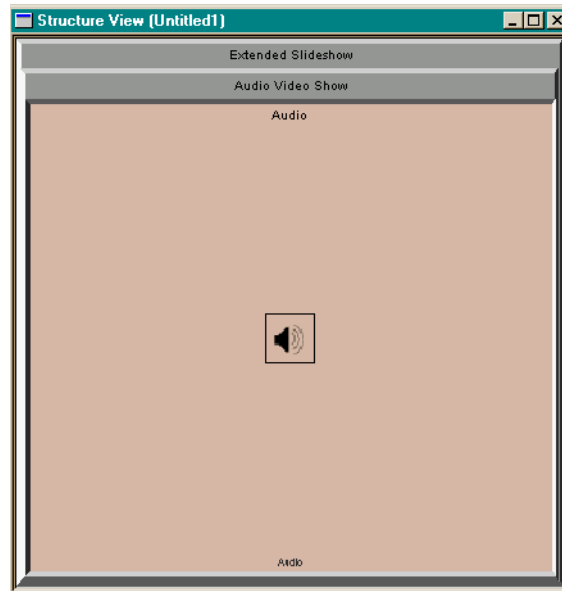 Structure View (Untitled1)
Extended Slideshow
Audio Video Show
Audio
Audio